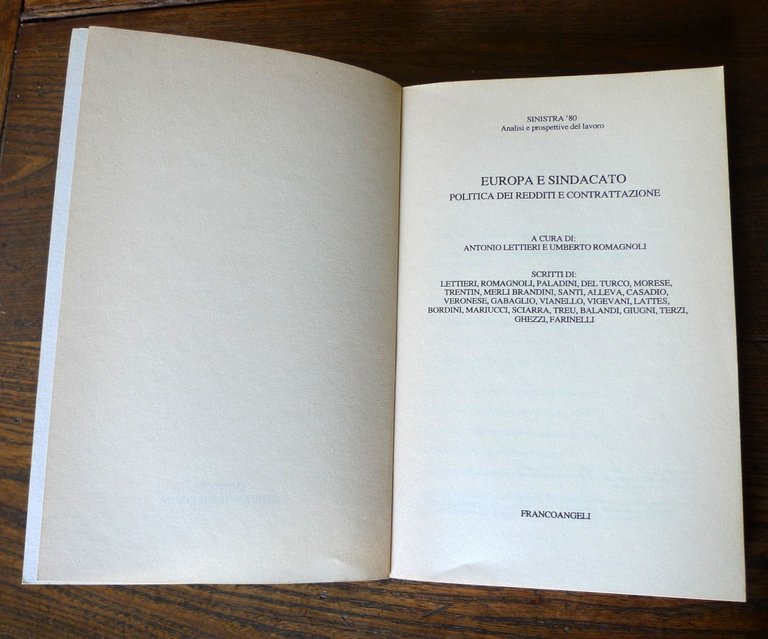 SINISTRA '80
Analisi e prospettive del lavoro
EUROPA E SINDACATO
POLITICA DEI REDDITI E CONTRATTAZIONE
A CURA DI:
ANTONIO LETTIERI E UMBERTO ROMAGNOLI
SCRITTI DI:
LETTIERI, ROMAGNOLI, PALADINI, DEL TURCO, MORESE,
TRENTIN, MERLI BRANDINI, SANTI, ALLEVA, CASADIO,
VERONESE, GABAGLIO, VIANELLO, VIGEVANI, LATTES,
BORDINI, MARIUCCI, SCIARRA, TREU, BALANDI, GIUGNI, TERZI,
GHEZZI, FARINELLI
FRANCOANGELI